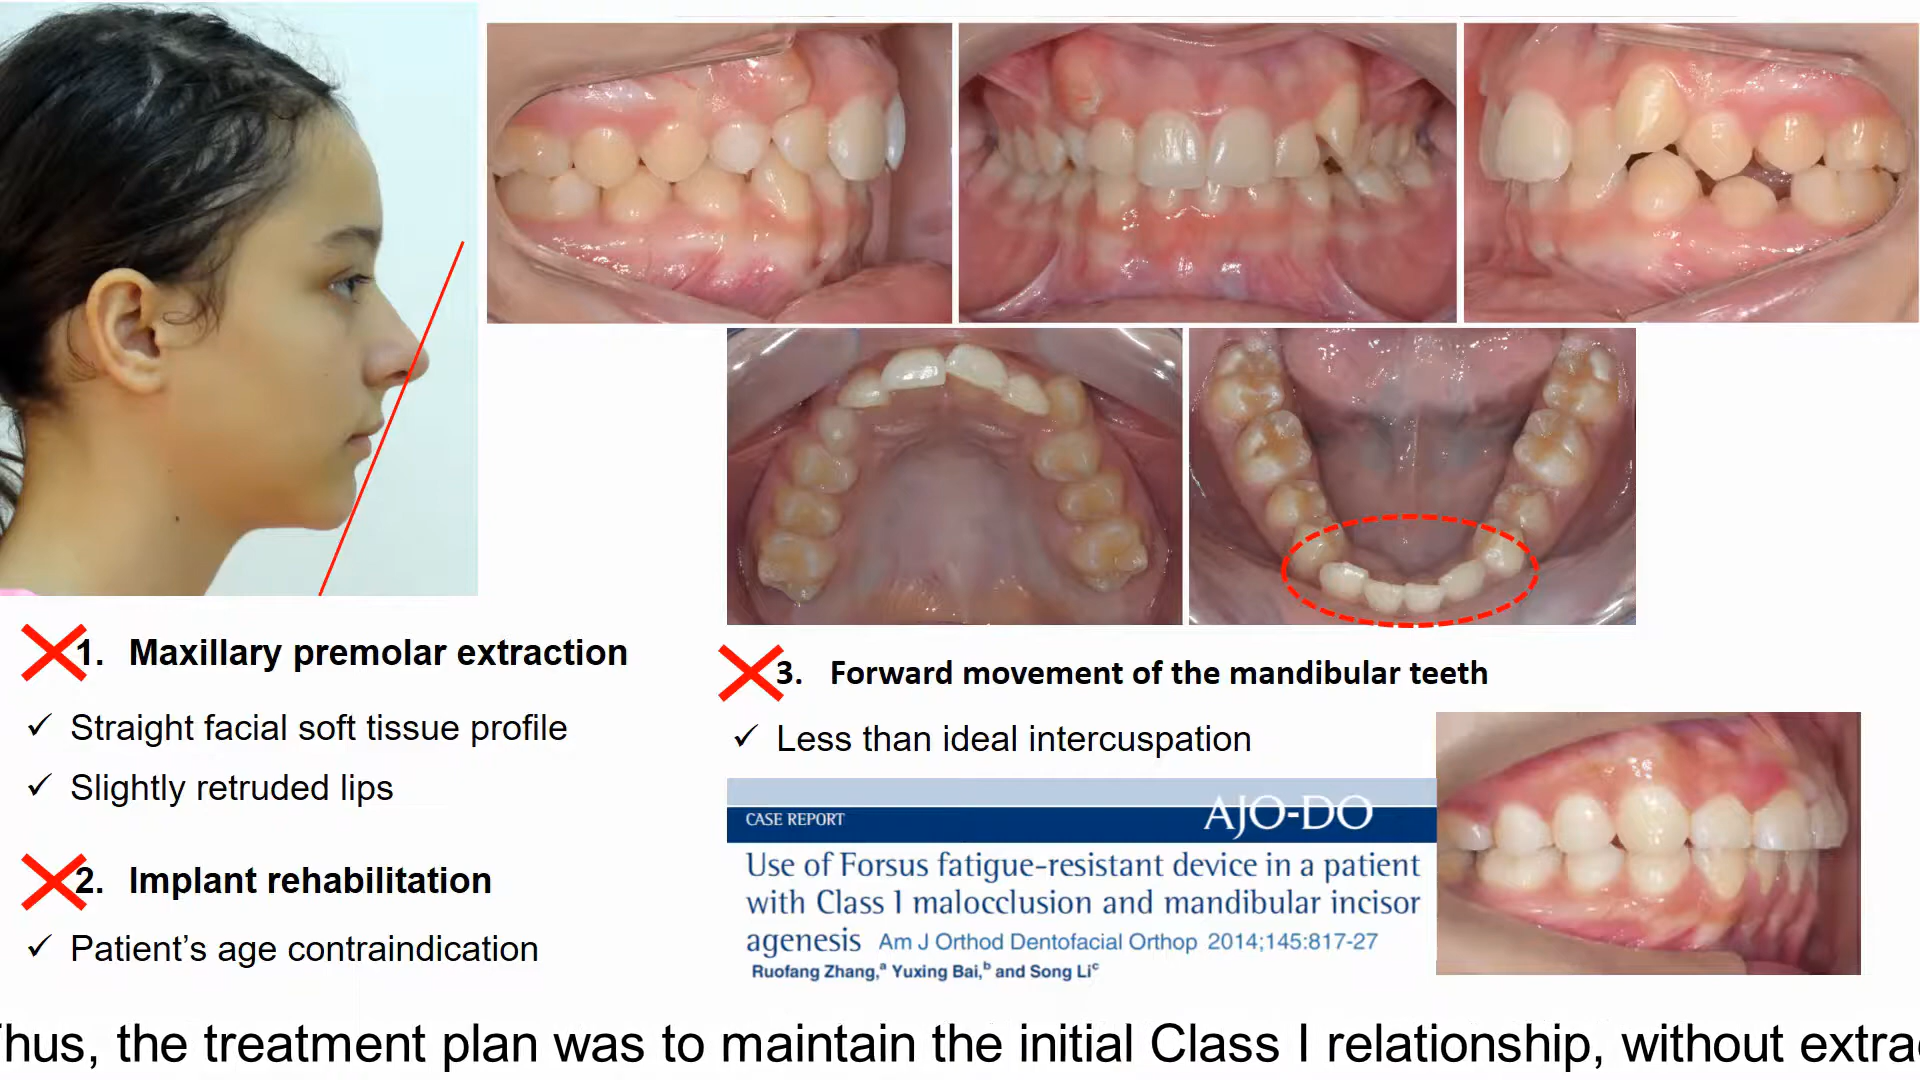 1. Maxillary premolar extraction
✓ Straight facial soft tissue profile
✓ Slightly retruded lips
2. Implant rehabilitation
✓ Patient’s age contraindication
3. Forward movement of the mandibular teeth
✓ Less than ideal intercuspation
CASE REPORT
AJO-DO
Use of Forsus fatigue-resistant device in a patient
with Class I malocclusion and mandibular incisor
agenesis Am J Orthod Dentofacial Orthop 2014;145:817-27
Ruofang Zhang,ᵃ Yuxing Bai,ᵇ and Song Liᶜ
hus, the treatment plan was to maintain the initial Class I relationship, without extra